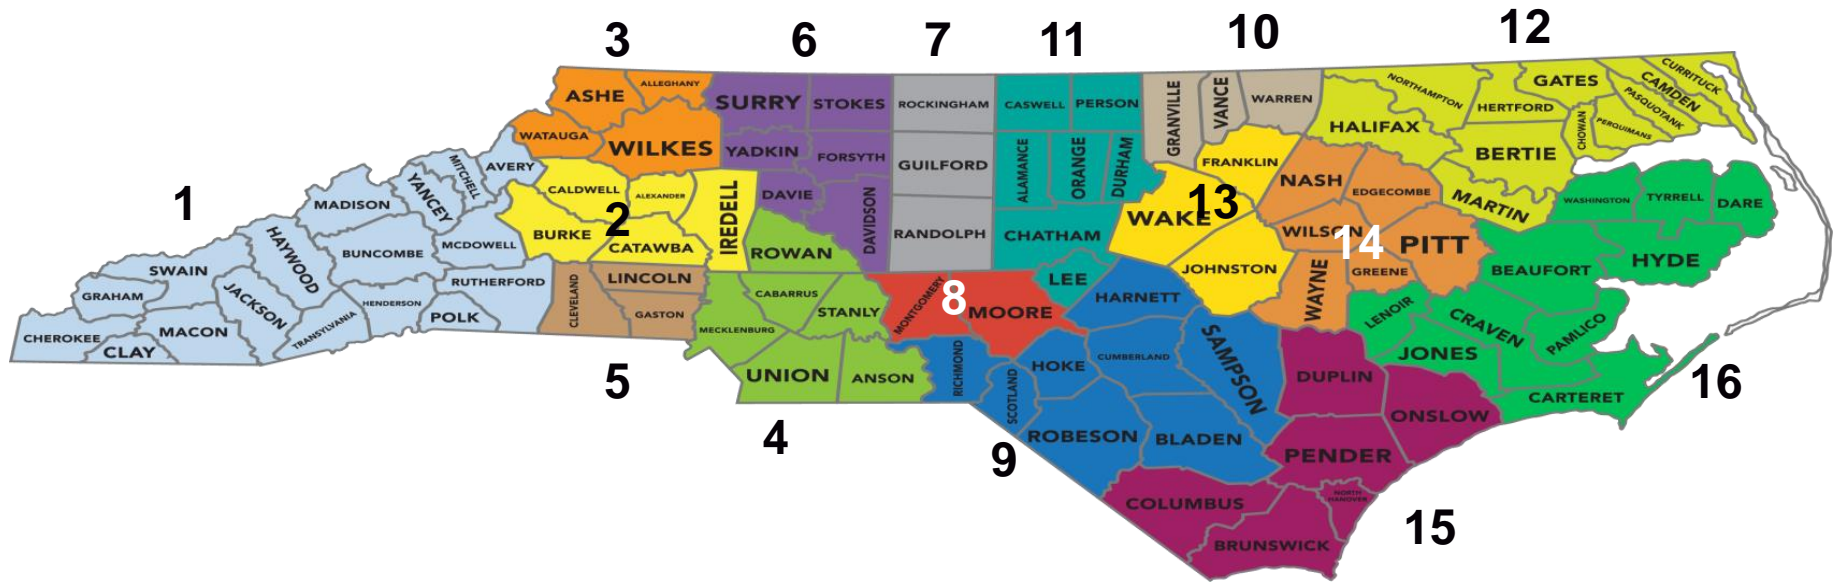 3
6
7
11
10
12
ASHE
ALLEGHANY
WATAUGA
WILKES
SURRY
STOKES
YADKIN
FORSYTH
DAVIE
DAVIDSON
ROCKINGHAM
GUILFORD
RANDOLPH
CASWELL
PERSON
ALAMANCE
ORANGE
DURHAM
CHATHAM
LEE
GRANVILLE
VANCE
WARREN
NORTHAMPTON
HALIFAX
HERTFORD
GATES
BERTIE
MARTIN
CHOWAN
PERQUIMANS
PASQUOTANK
CAMDEN
CURRITUCK
1
AVERY
MITCHELL
YANCEY
MADISON
HAYWOOD
BUNCOMBE
MCDOWELL
SWAIN
GRAHAM
JACKSON
CHEROKEE
CLAY
MACON
TRANSYLVANIA
HENDERSON
POLK
RUTHERFORD
2
CALDWELL
ALEXANDER
BURKE
CATAWBA
IREDELL
5
CLEVELAND
LINCOLN
GASTON
4
ROWAN
CABARRUS
STANLY
MECKLENBURG
UNION
ANSON
8
MONTGOMERY
MOORE
9
RICHMOND
SCOTLAND
HOKE
HARNETT
CUMBERLAND
SAMPSON
ROBESON
BLADEN
13
FRANKLIN
WAKE
JOHNSTON
14
NASH
EDGECOMBE
WILSON
PITT
GREENE
WAYNE
15
DUPLIN
ONSLOW
PENDER
COLUMBUS
NORTH
HANOVER
BRUNSWICK
16
WASHINGTON
TYRRELL
DARE
HYDE
BEAUFORT
LENOIR
CRAVEN
PAMLICO
JONES
CARTERET